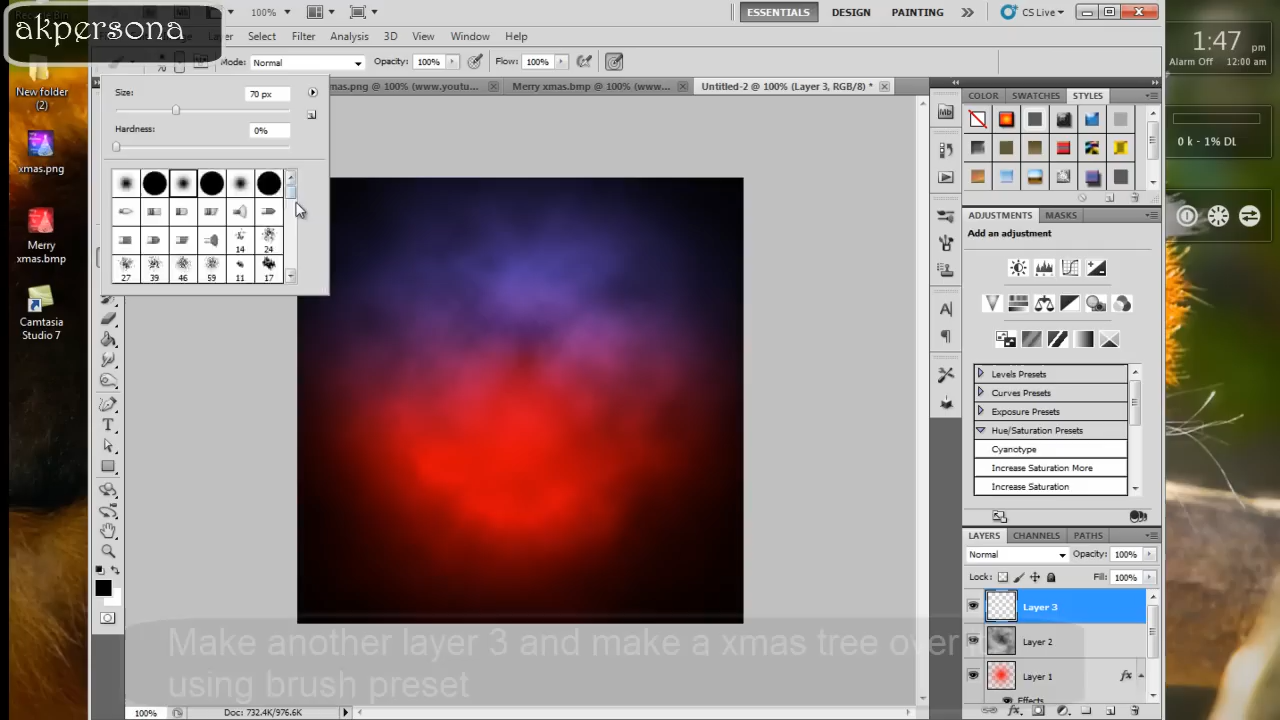 akpersona
100%
ESSENTIALS DESIGN PAINTING CS Live
Select Filter Analysis 3D View Window Help
70 Mode: Normal Opacity: 100% Flow: 100%
mas.png @ 100% (www.youtu... Merry xmas.bmp @ 100% (www... Untitled-2 @ 100% (Layer 3, RGB/8) *
Size: 70 px
Hardness: 0%
14 24
27 39 46 59 11 17
New folder
(2)
xmas.png
Merry
xmas.bmp
Camtasia
Studio 7
1:47 pm
Alarm Off 12:00 am
0 k - 1% DL
COLOR SWATCHES STYLES
ADJUSTMENTS MASKS
Add an adjustment
Levels Presets
Curves Presets
Exposure Presets
Hue/Saturation Presets
Cyanotype
Increase Saturation More
Increase Saturation
LAYERS CHANNELS PATHS
Normal Opacity: 100%
Lock: Fill: 100%
Layer 3
Layer 2
Layer 1 fx
Effects
Make another layer 3 and make a xmas tree over
using brush preset
100% Doc: 732.4K/976.6K